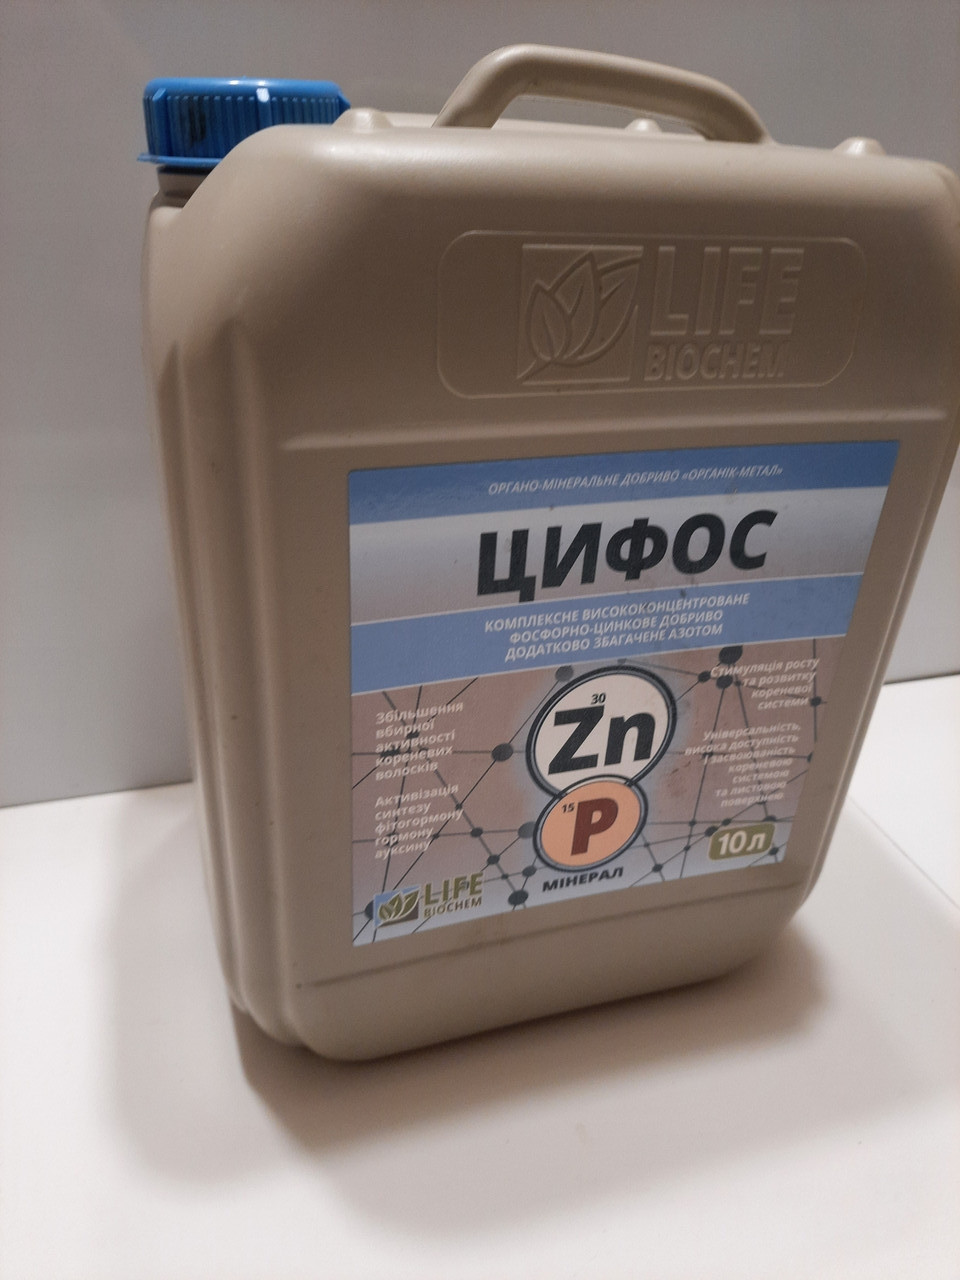 LIFE
BIOCHEM
ОРГАНО-МІНЕРАЛЬНЕ ДОБРИВО «ОРГАНІК-МЕТАЛ»
ЦИФОС
КОМПЛЕКСНЕ ВИСОКОКОНЦЕНТРОВАНЕ
ФОСФОРНО-ЦИНКОВЕ ДОБРИВО
ДОДАТКОВО ЗБАГАЧЕНЕ АЗОТОМ
Збільшення
вбирної
активності
кореневих
волосків
Активізація
синтезу
фітогормону
гормону
ауксину
30
Zn
15
P
МІНЕРАЛ
Стимуляція росту
та розвитку
кореневої
системи
Універсальність,
висока доступність
і засвоюваність
кореневою
системою
та листовою
поверхнею
10 л
LIFE
BIOCHEM